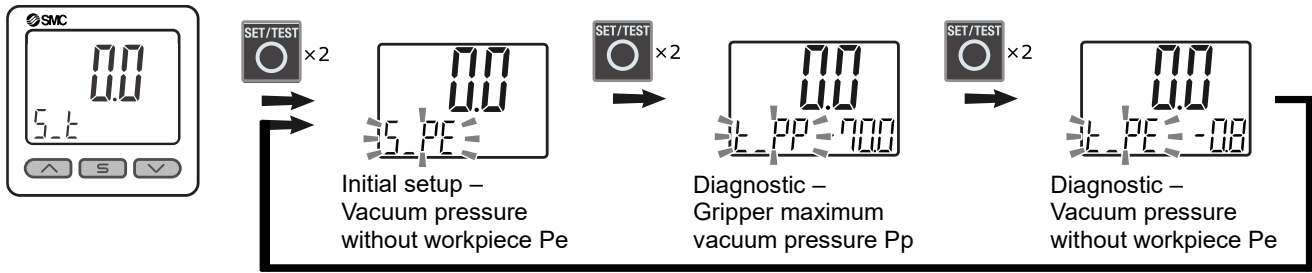 SMC
0.0
S_t
S
SET/TEST
×2
0.0
S_PE
Initial setup –
Vacuum pressure
without workpiece Pe
SET/TEST
×2
0.0
t_PP -70.0
Diagnostic –
Gripper maximum
vacuum pressure Pp
SET/TEST
×2
0.0
t_PE -0.8
Diagnostic –
Vacuum pressure
without workpiece Pe